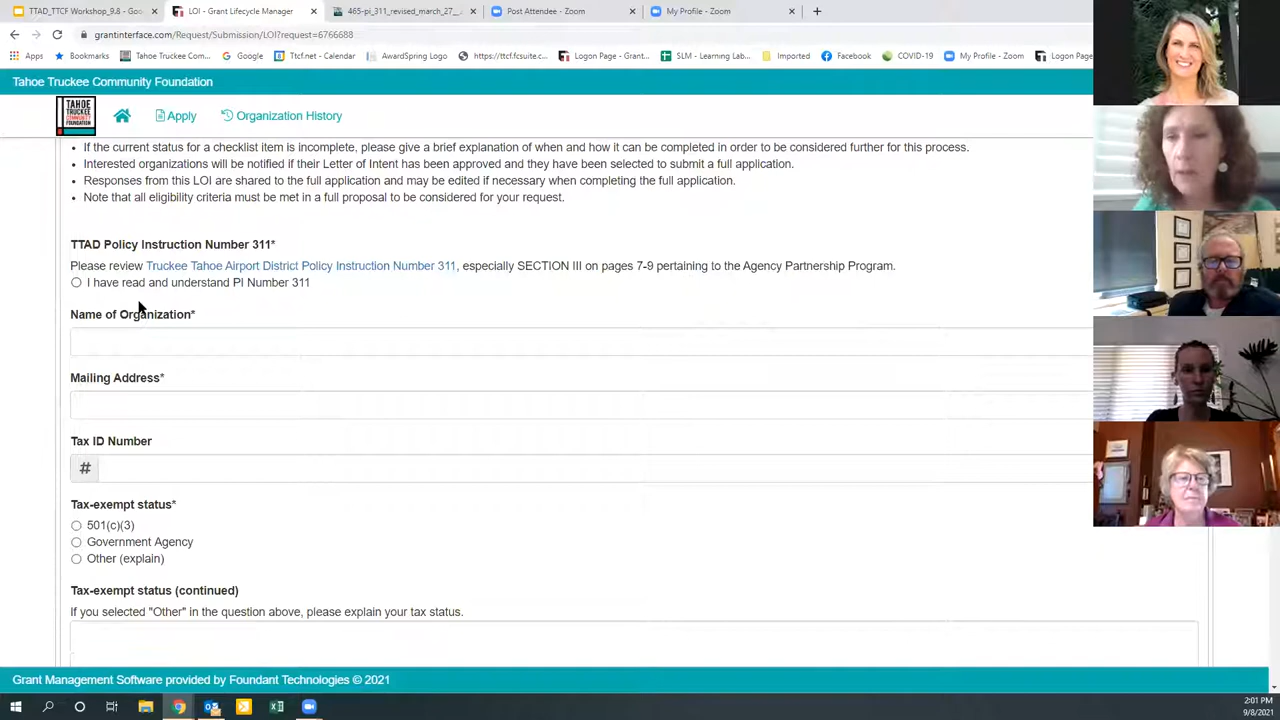 TTAD_TTCF Workshop_9.8 - Goo
LOI - Grant Lifecycle Manager
465-pi_311_revised_march_27_
Post Attendee - Zoom
My Profile - Zoom
grantinterface.com/Request/Submission/LOI?request=6766688
Apps
Bookmarks
Tahoe Truckee Com...
Google
Ttcf.net - Calendar
AwardSpring Logo
https://ttcf.fcsuite.c...
Logon Page - Grant...
SLM - Learning Lab...
Imported
Facebook
COVID-19
My Profile - Zoom
Logon Page - Gra
Tahoe Truckee Community Foundation
TAHOE
TRUCKEE
COMMUNITY
FOUNDATION
Apply
Organization History
• If the current status for a checklist item is incomplete, please give a brief explanation of when and how it can be completed in order to be considered further for this process.
• Interested organizations will be notified if their Letter of Intent has been approved and they have been selected to submit a full application.
• Responses from this LOI are shared to the full application and may be edited if necessary when completing the full application.
• Note that all eligibility criteria must be met in a full proposal to be considered for your request.
TTAD Policy Instruction Number 311*
Please review Truckee Tahoe Airport District Policy Instruction Number 311, especially SECTION III on pages 7-9 pertaining to the Agency Partnership Program.
I have read and understand PI Number 311
Name of Organization*
Mailing Address*
Tax ID Number
#
Tax-exempt status*
501(c)(3)
Government Agency
Other (explain)
Tax-exempt status (continued)
If you selected "Other" in the question above, please explain your tax status.
Grant Management Software provided by Foundant Technologies © 2021
2:01 PM
9/8/2021